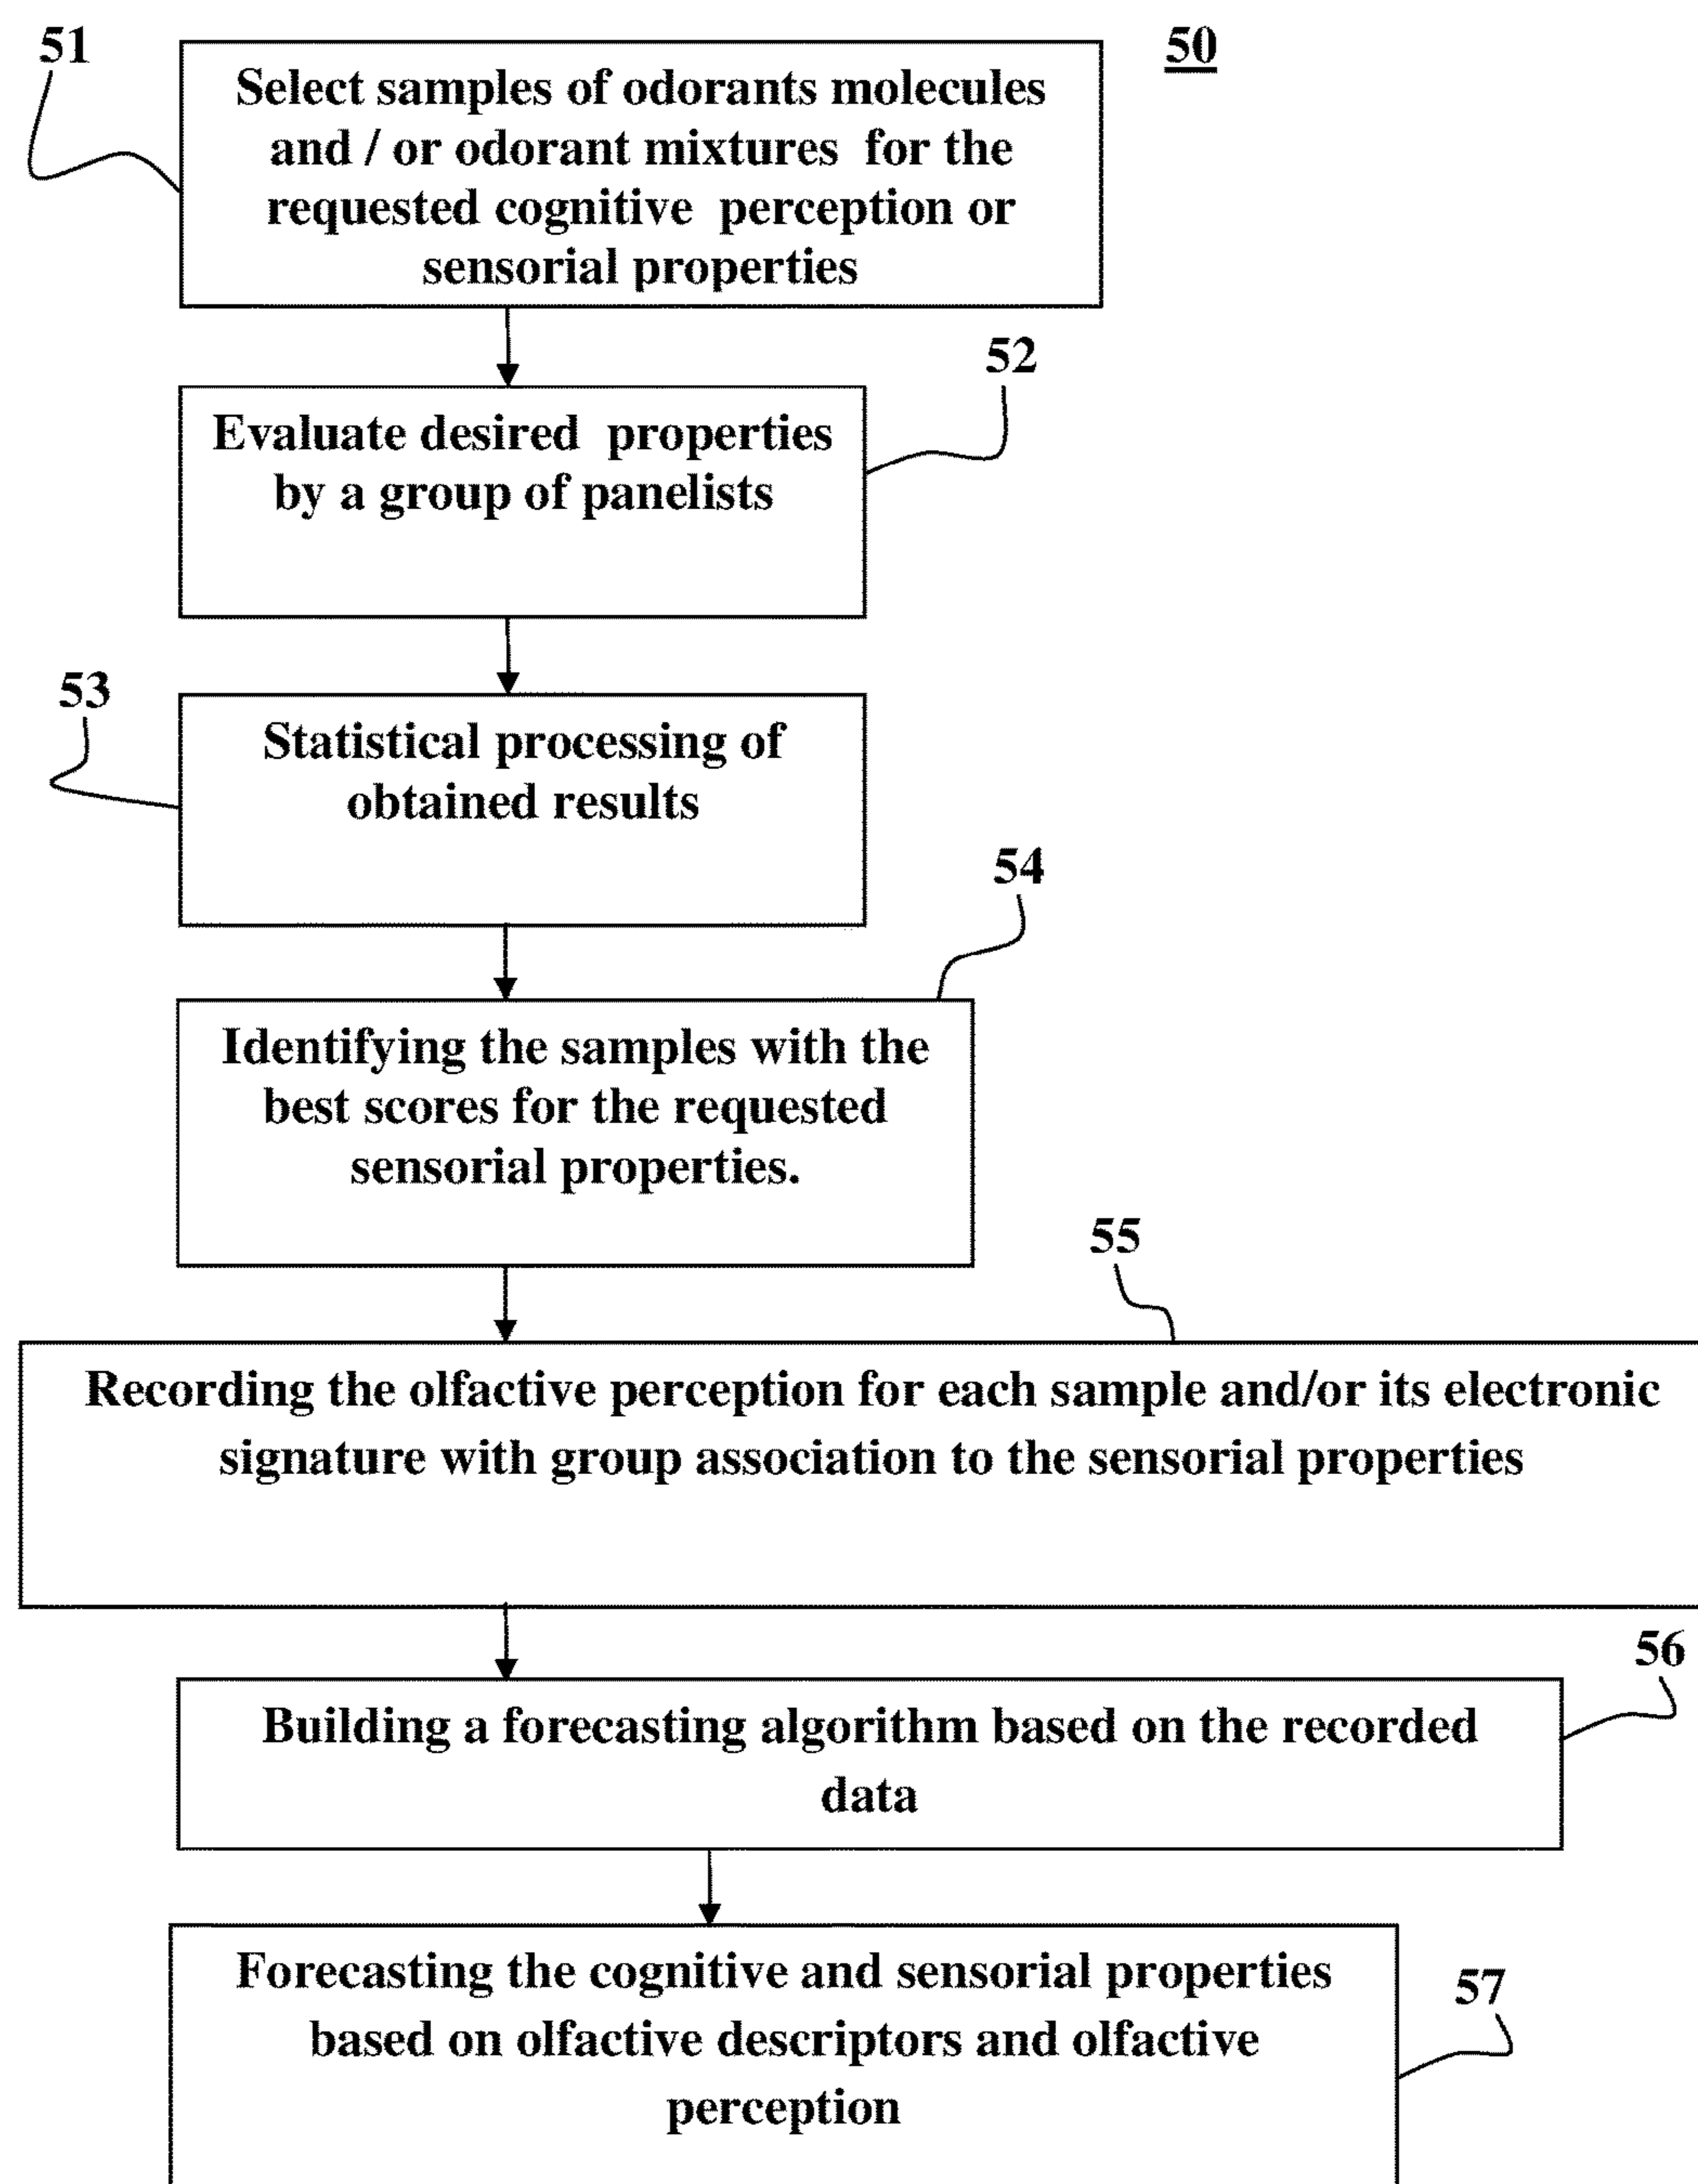 51
50
Select samples of odorants molecules
and / or odorant mixtures for the
requested cognitive perception or
sensorial properties
52
Evaluate desired properties
by a group of panelists
53
Statistical processing of
obtained results
54
Identifying the samples with the
best scores for the requested
sensorial properties.
55
Recording the olfactive perception for each sample and/or its electronic
signature with group association to the sensorial properties
56
Building a forecasting algorithm based on the recorded
data
Forecasting the cognitive and sensorial properties
57
based on olfactive descriptors and olfactive
perception